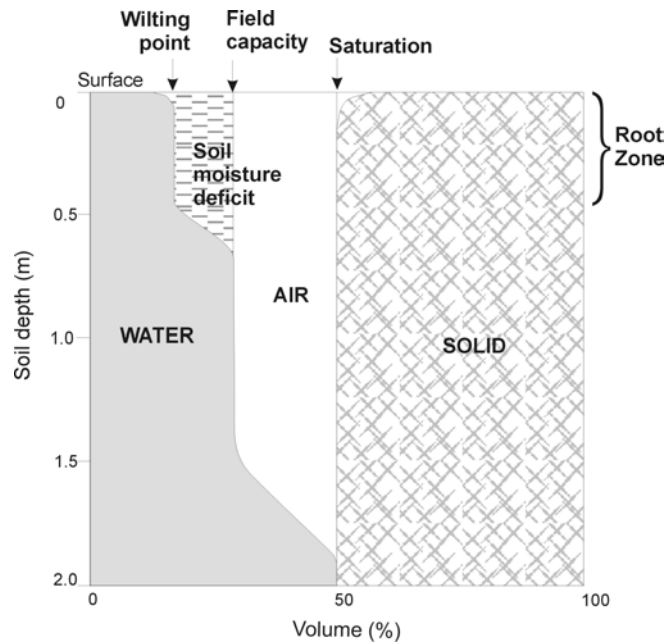 Wilting
point
Field
capacity
Saturation
Surface
0
0.5
1.0
1.5
2.0
Soil depth (m)
Soil
moisture
deficit
AIR
WATER
SOLID
Root
Zone
0
50
100
Volume (%)